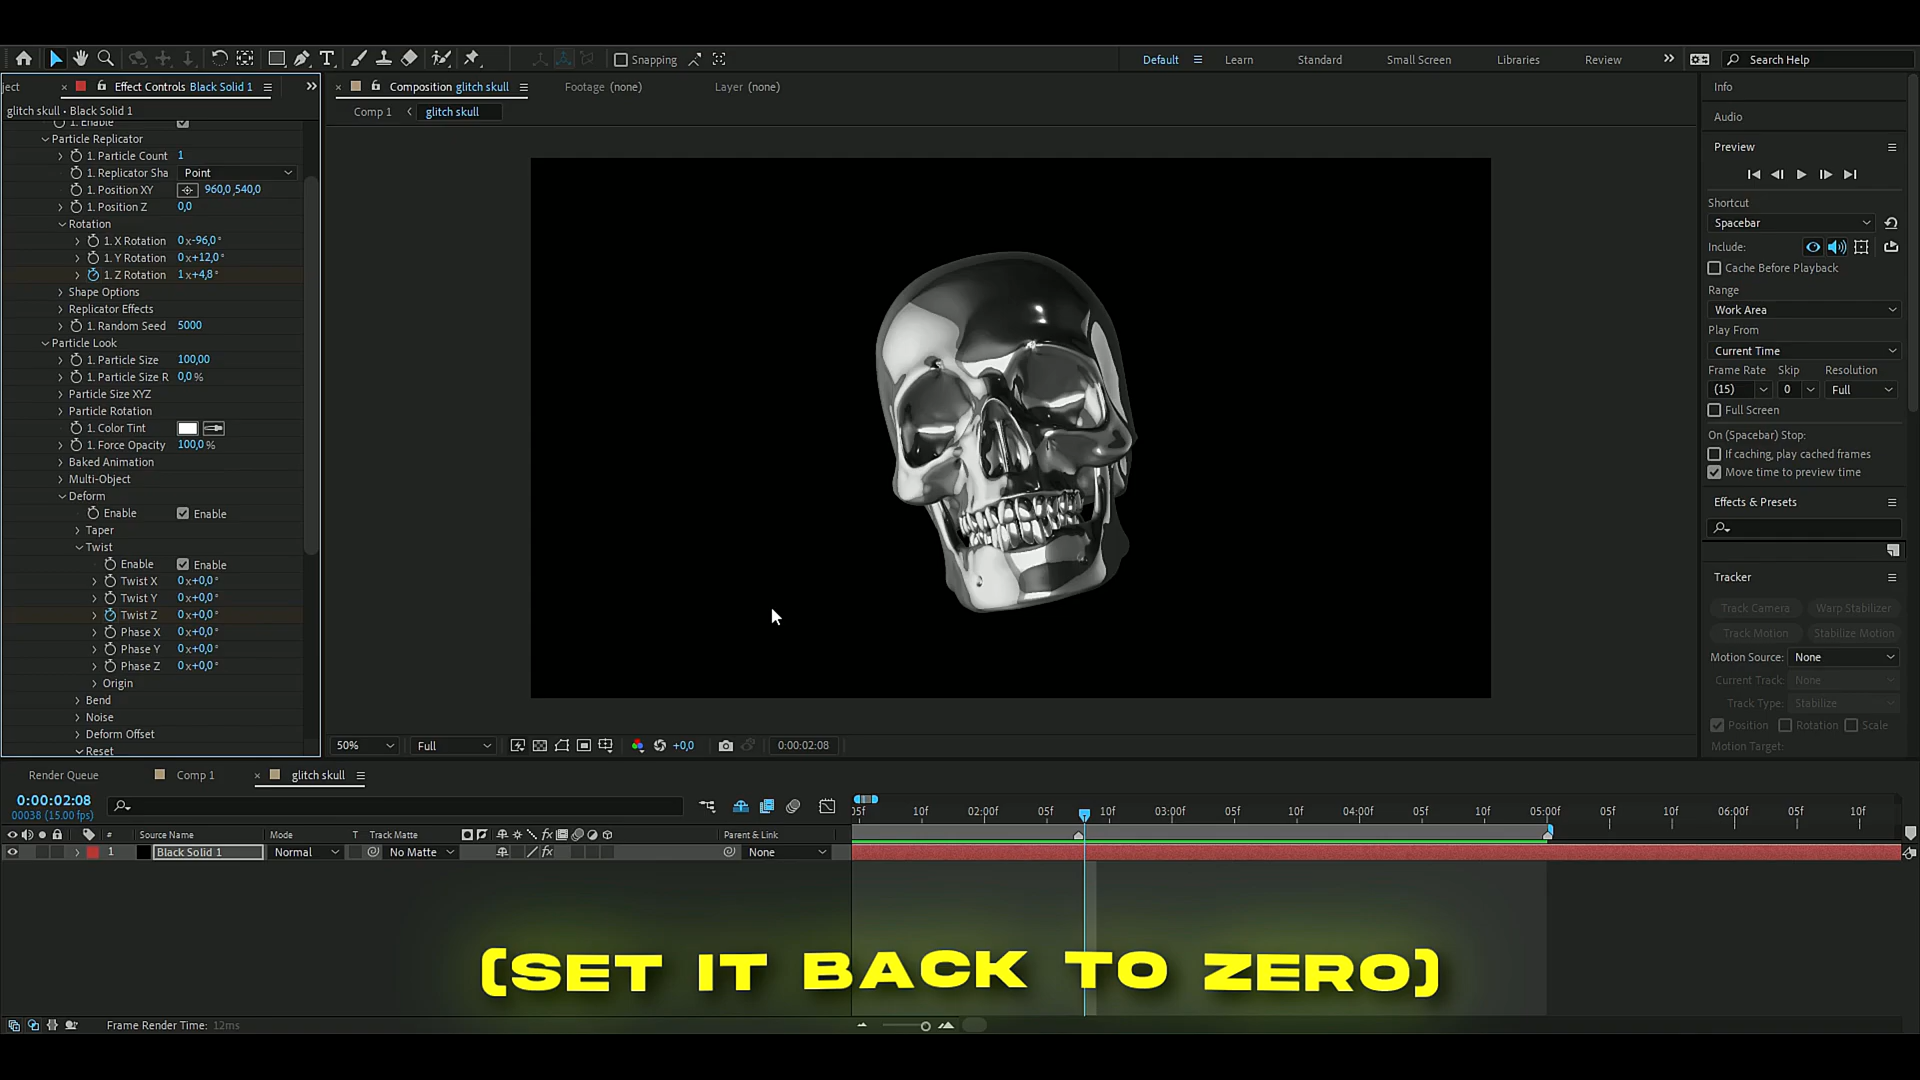 Snapping
Default
Learn
Standard
Small Screen
Libraries
Review
Search Help
ject
Effect Controls Black Solid 1
Composition glitch skull
Footage (none)
Layer (none)
Info
glitch skull • Black Solid 1
Comp 1
glitch skull
Audio
1. Enable
Particle Replicator
1. Particle Count 1
1. Replicator Sha Point
1. Position XY 960,0,540,0
1. Position Z 0,0
Rotation
1. X Rotation 0x-96,0°
1. Y Rotation 0x+12,0°
1. Z Rotation 1x+4,8°
Shape Options
Replicator Effects
1. Random Seed 5000
Particle Look
1. Particle Size 100,00
1. Particle Size R 0,0 %
Particle Size XYZ
Particle Rotation
1. Color Tint
1. Force Opacity 100,0 %
Baked Animation
Multi-Object
Deform
Enable Enable
Taper
Twist
Enable Enable
Twist X 0x+0,0°
Twist Y 0x+0,0°
Twist Z 0x+0,0°
Phase X 0x+0,0°
Phase Y 0x+0,0°
Phase Z 0x+0,0°
Origin
Bend
Noise
Deform Offset
Reset
Preview
Shortcut
Spacebar
Include:
Cache Before Playback
Range
Work Area
Play From
Current Time
Frame Rate Skip Resolution
(15) 0 Full
Full Screen
On (Spacebar) Stop:
If caching, play cached frames
Move time to preview time
Effects & Presets
Tracker
Track Camera Warp Stabilizer
Track Motion Stabilize Motion
Motion Source: None
Current Track: None
Track Type: Stabilize
Position Rotation Scale
Motion Target:
50% Full +0,0 0:00:02:08
Render Queue
Comp 1
glitch skull
0:00:02:08
00038 (15.00 fps)
:05f 10f 02:00f 05f 10f 03:00f 05f 10f 04:00f 05f 10f 05:00f 05f 10f 06:00f 05f 10f
# Source Name Mode T Track Matte fx Parent & Link
1 Black Solid 1 Normal No Matte fx None
(SET IT BACK TO ZERO)
Frame Render Time: 12ms